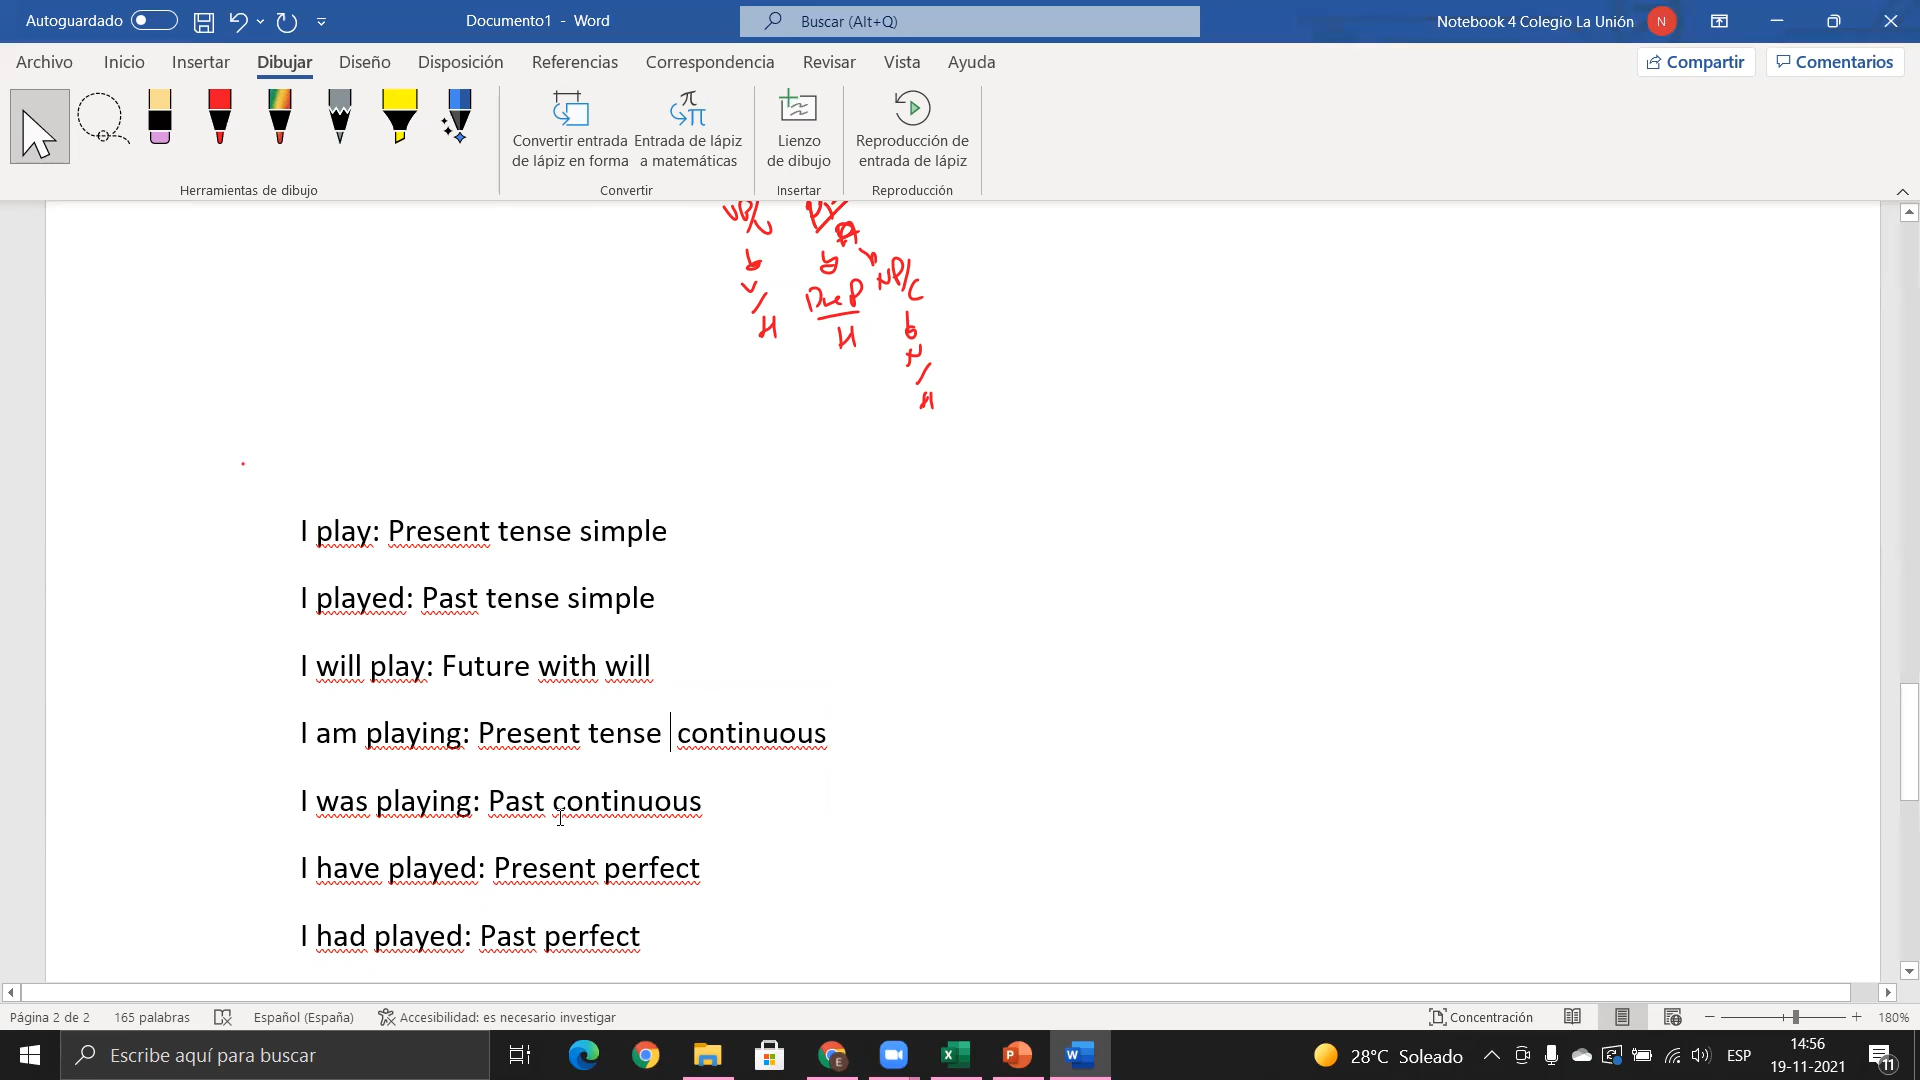 Autoguardado
Documento1 - Word
Buscar (Alt+Q)
Notebook 4 Colegio La Unión
N
Archivo Inicio Insertar Dibujar Diseño Disposición Referencias Correspondencia Revisar Vista Ayuda
Compartir
Comentarios
Convertir entrada de lápiz en forma
Entrada de lápiz a matemáticas
Lienzo de dibujo
Reproducción de entrada de lápiz
Herramientas de dibujo
Convertir
Insertar
Reproducción
I play: Present tense simple
I played: Past tense simple
I will play: Future with will
I am playing: Present tense continuous
I was playing: Past continuous
I have played: Present perfect
I had played: Past perfect
Página 2 de 2 165 palabras Español (España) Accesibilidad: es necesario investigar
Concentración
180%
Escribe aquí para buscar
28°C Soleado
ESP
14:56
19-11-2021
11